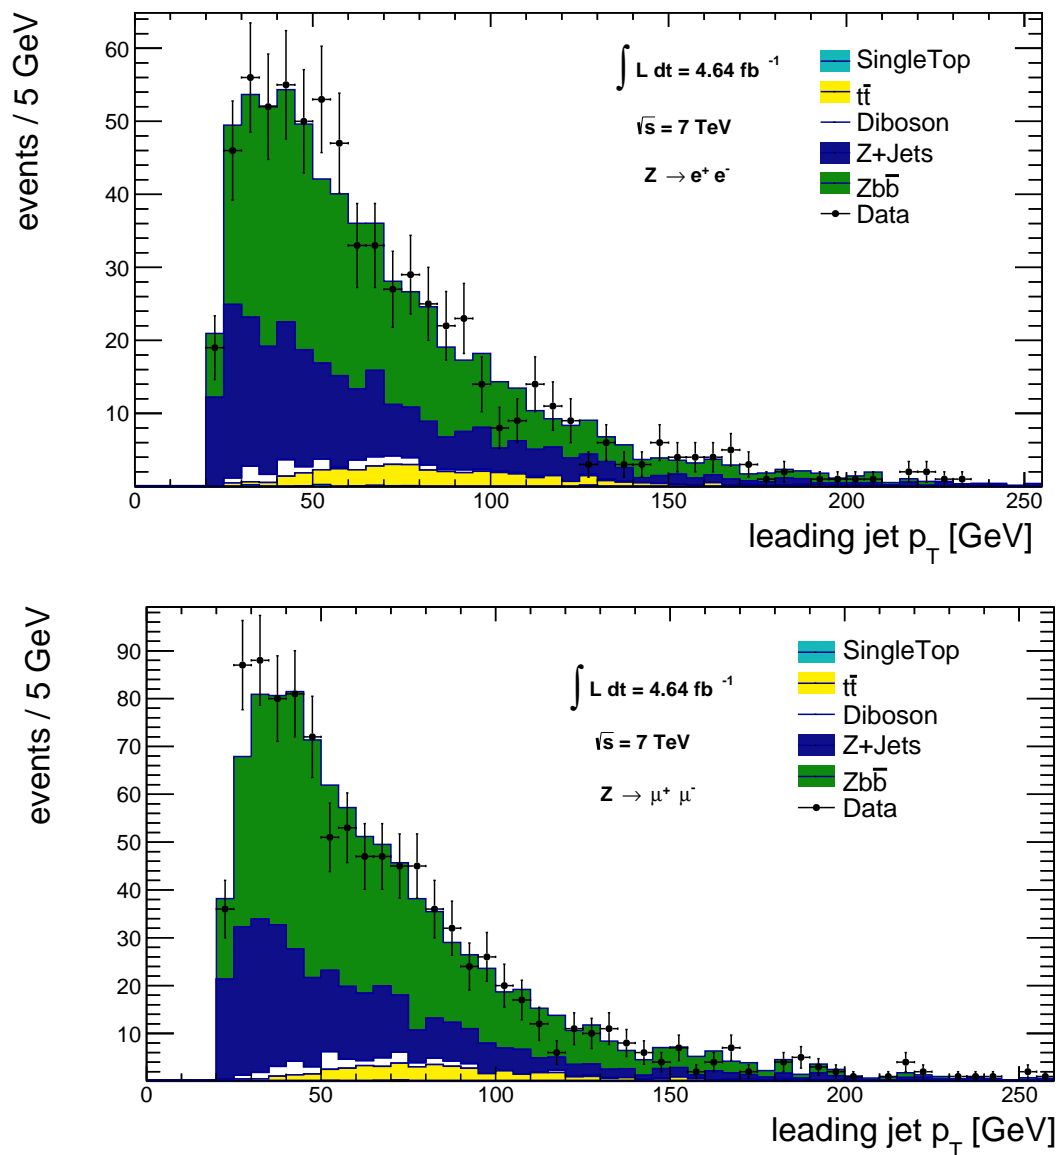 events / 5 GeV
60
50
40
30
20
10
0 50 100 150 200 250
leading jet p_T [GeV]
∫ L dt = 4.64 fb ⁻¹
√s = 7 TeV
Z → e⁺ e⁻
SingleTop
tt̄
Diboson
Z+Jets
Zbb̄
Data
events / 5 GeV
90
80
70
60
50
40
30
20
10
0 50 100 150 200 250
leading jet p_T [GeV]
∫ L dt = 4.64 fb ⁻¹
√s = 7 TeV
Z → μ⁺ μ⁻
SingleTop
tt̄
Diboson
Z+Jets
Zbb̄
Data